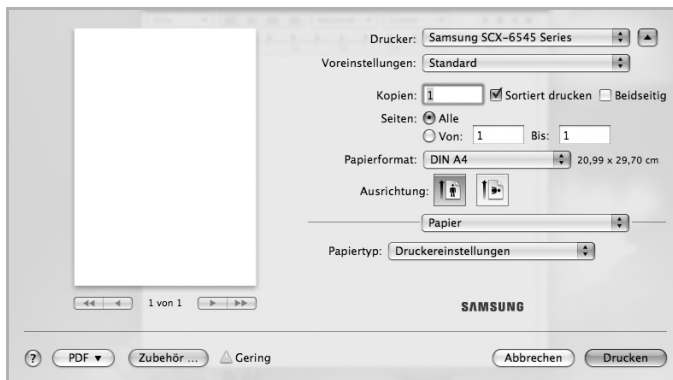 Drucker: Samsung SCX-6545 Series
Voreinstellungen: Standard
Kopien: 1 Sortiert drucken Beidseitig
Seiten: Alle
Von: 1 Bis: 1
Papierformat: DIN A4 20,99 x 29,70 cm
Ausrichtung:
Papier
Papiertyp: Druckereinstellungen
1 von 1
SAMSUNG
? PDF Zubehör ... Gering Abbrechen Drucken